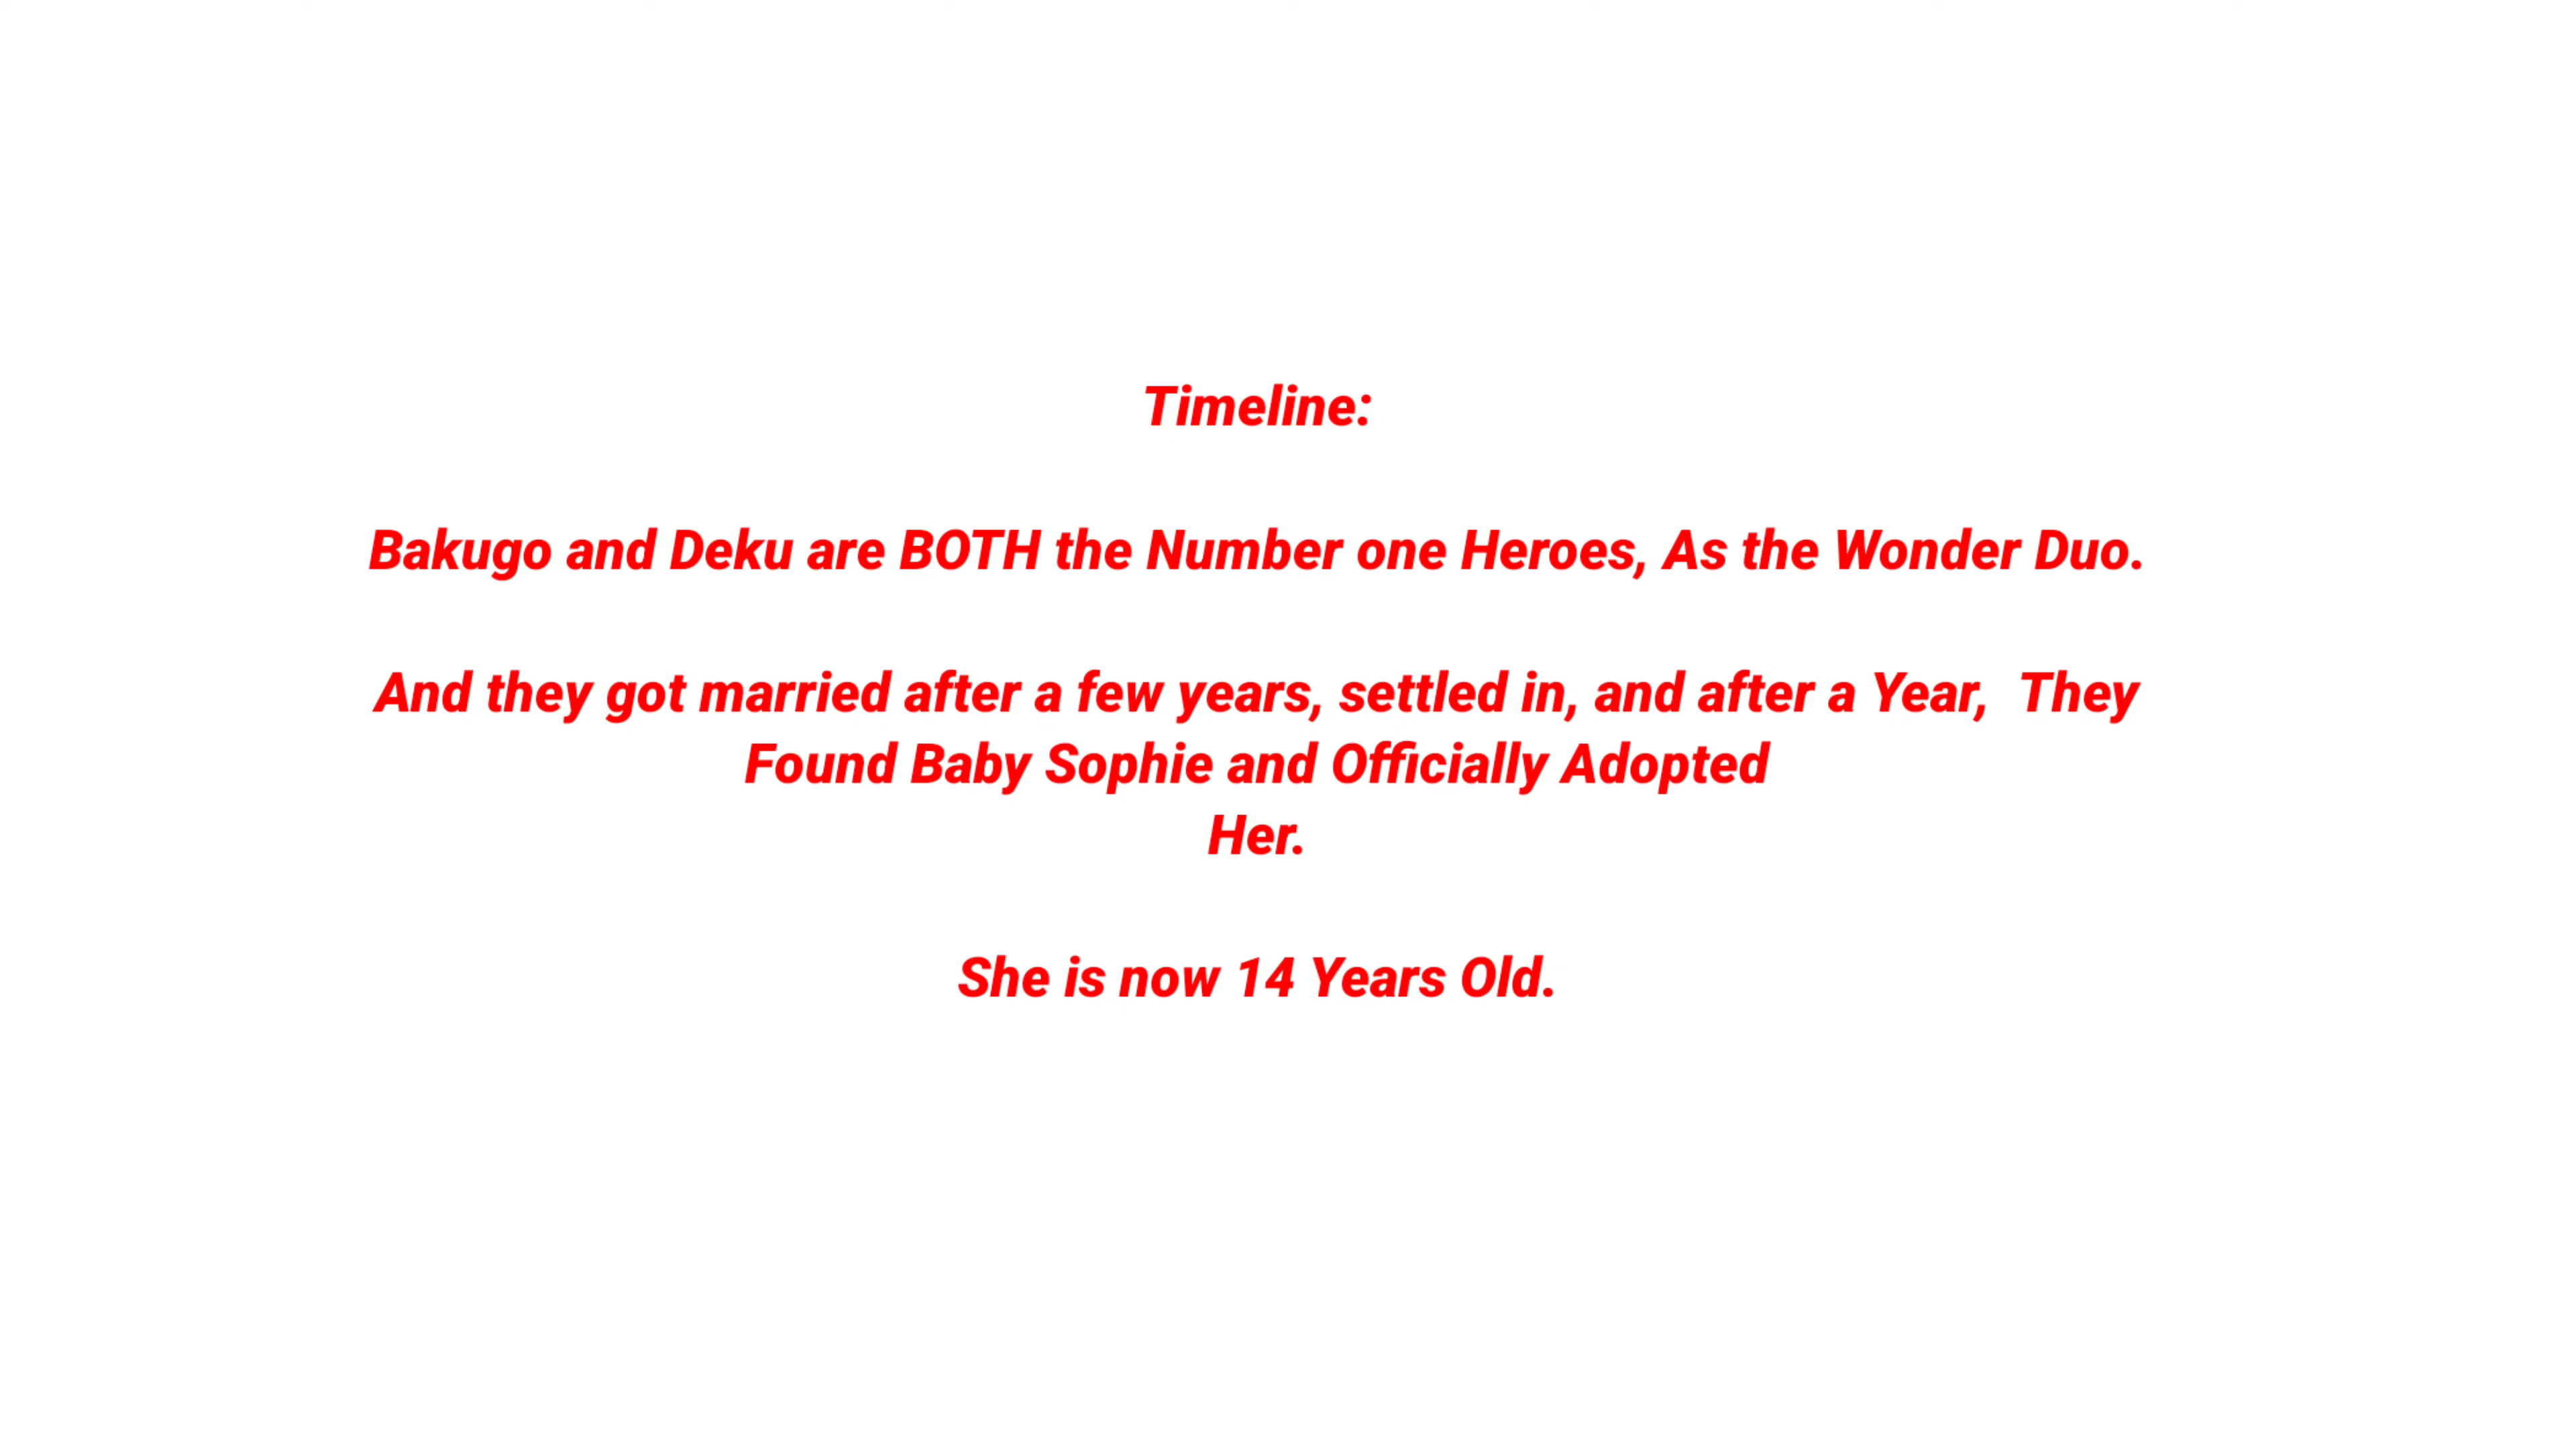 Timeline:
Bakugo and Deku are BOTH the Number one Heroes, As the Wonder Duo.
And they got married after a few years, settled in, and after a Year,  They
Found Baby Sophie and Officially Adopted
Her.
She is now 14 Years Old.